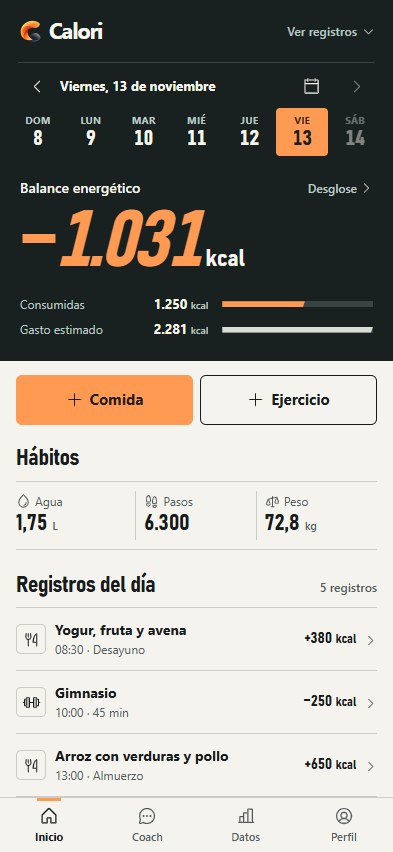 Calori
Ver registros
Viernes, 13 de noviembre
DOM LUN MAR MIÉ JUE VIE SÁB
8 9 10 11 12 13 14
Balance energético
Desglose
−1.031 kcal
Consumidas 1.250 kcal
Gasto estimado 2.281 kcal
+ Comida
+ Ejercicio
Hábitos
Agua Pasos Peso
1,75 L 6.300 72,8 kg
Registros del día
5 registros
Yogur, fruta y avena
08:30 · Desayuno
+380 kcal
Gimnasio
10:00 · 45 min
−250 kcal
Arroz con verduras y pollo
13:00 · Almuerzo
+650 kcal
Inicio Coach Datos Perfil